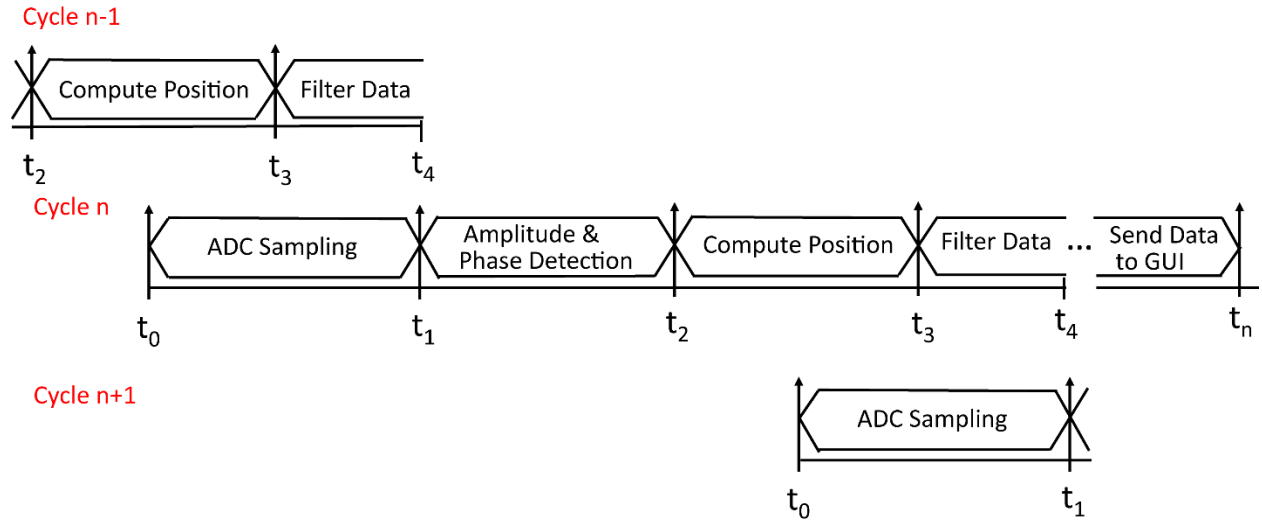 Cycle n-1
Compute Position
Filter Data
t2
t3
t4
Cycle n
ADC Sampling
Amplitude &
Phase Detection
Compute Position
Filter Data
...
Send Data
to GUI
t0
t1
t2
t3
t4
tn
Cycle n+1
ADC Sampling
t0
t1